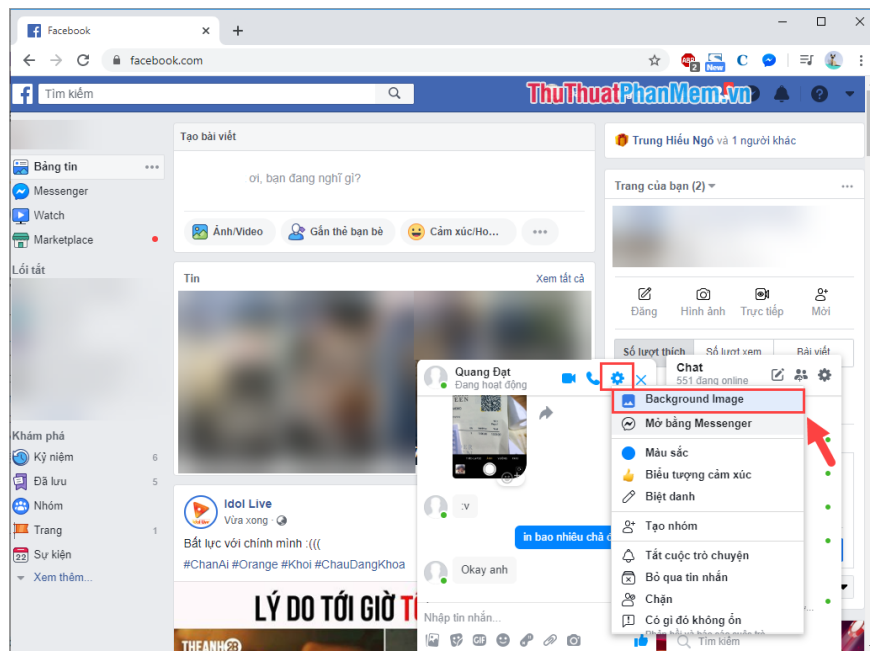 Facebook
facebook.com
ABP
2
New
C
Tìm kiếm
ThuThuatPhanMem.vn
Bảng tin
Messenger
Watch
Marketplace
Lối tắt
Khám phá
Kỷ niệm 6
Đã lưu 5
Nhóm
Trang 1
22 Sự kiện
Xem thêm...
Tạo bài viết
ơi, bạn đang nghĩ gì?
Ảnh/Video
Gắn thẻ bạn bè
Cảm xúc/Ho...
Tin
Xem tất cả
Idol Live
Vừa xong
Bất lực với chính mình :(((
#ChanAi #Orange #Khoi #ChauDangKhoa
LÝ DO TỚI GIỜ
THEANH28
Trung Hiếu Ngô và 1 người khác
Trang của bạn (2)
Đăng
Hình ảnh
Trực tiếp
Mới
Số lượt thích
Số lượt xem
Bài viết
Quang Đạt
Đang hoạt động
:v
in bao nhiêu chả
Okay anh
Nhập tin nhắn...
GIF
Chat
551 đang online
Background Image
Mở bằng Messenger
Màu sắc
Biểu tượng cảm xúc
Biệt danh
Tạo nhóm
Tắt cuộc trò chuyện
Bỏ qua tin nhắn
Chặn
Có gì đó không ổn
Tìm kiếm